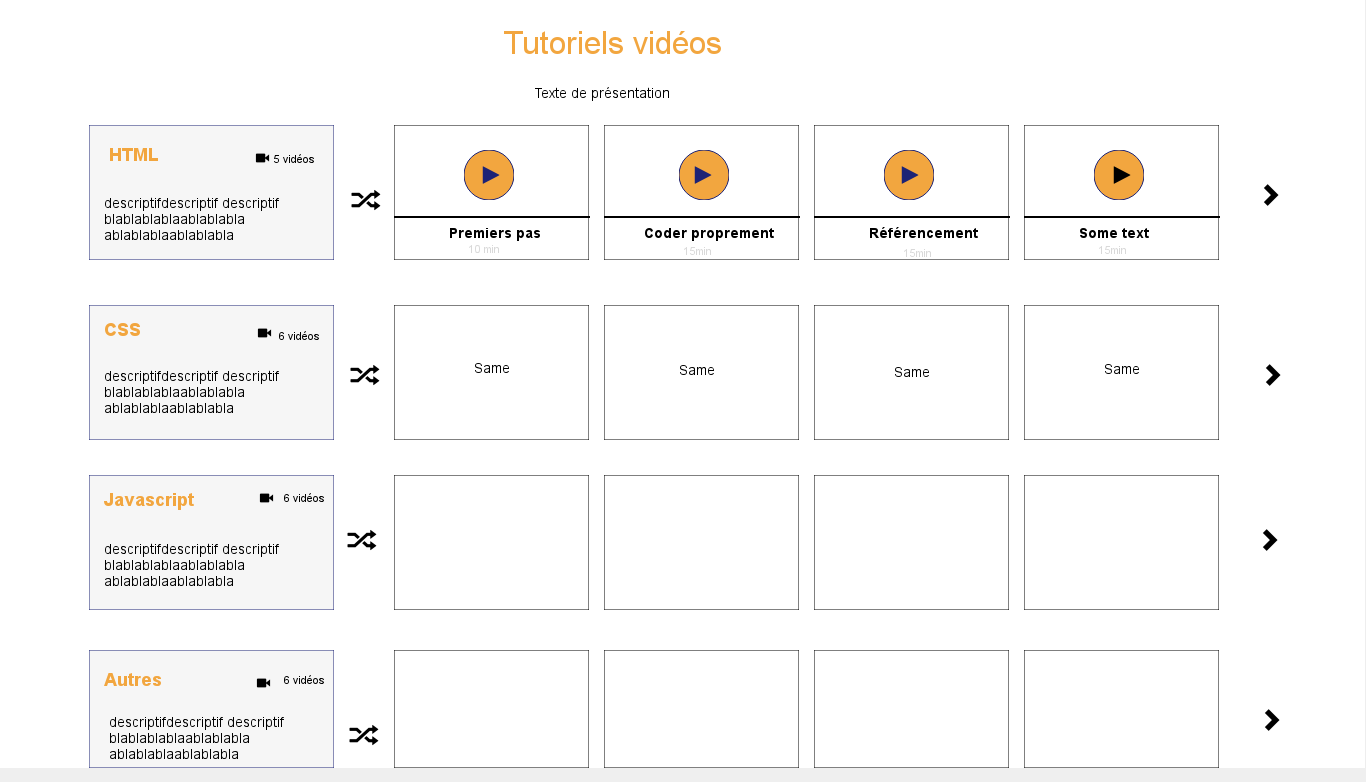 Tutoriels vidéos
Texte de présentation
HTML
5 vidéos
descriptifdescriptif descriptif
blablablablaablablabla
ablablablaablablabla
Premiers pas
10 min
Coder proprement
15min
Référencement
15min
Some text
15min
CSS
6 vidéos
descriptifdescriptif descriptif
blablablablaablablabla
ablablablaablablabla
Same
Same
Same
Same
Javascript
6 vidéos
descriptifdescriptif descriptif
blablablablaablablabla
ablablablaablablabla
Autres
6 vidéos
descriptifdescriptif descriptif
blablablablaablablabla
ablablablaablablabla